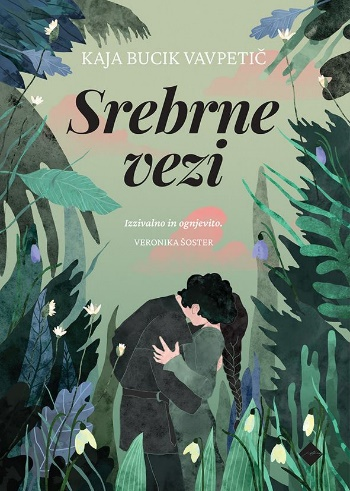 KAJA BUCIK VAVPETIČ
Srebrne
vezi
Izzivalno in ognjevito.
VERONIKA ŠOSTER